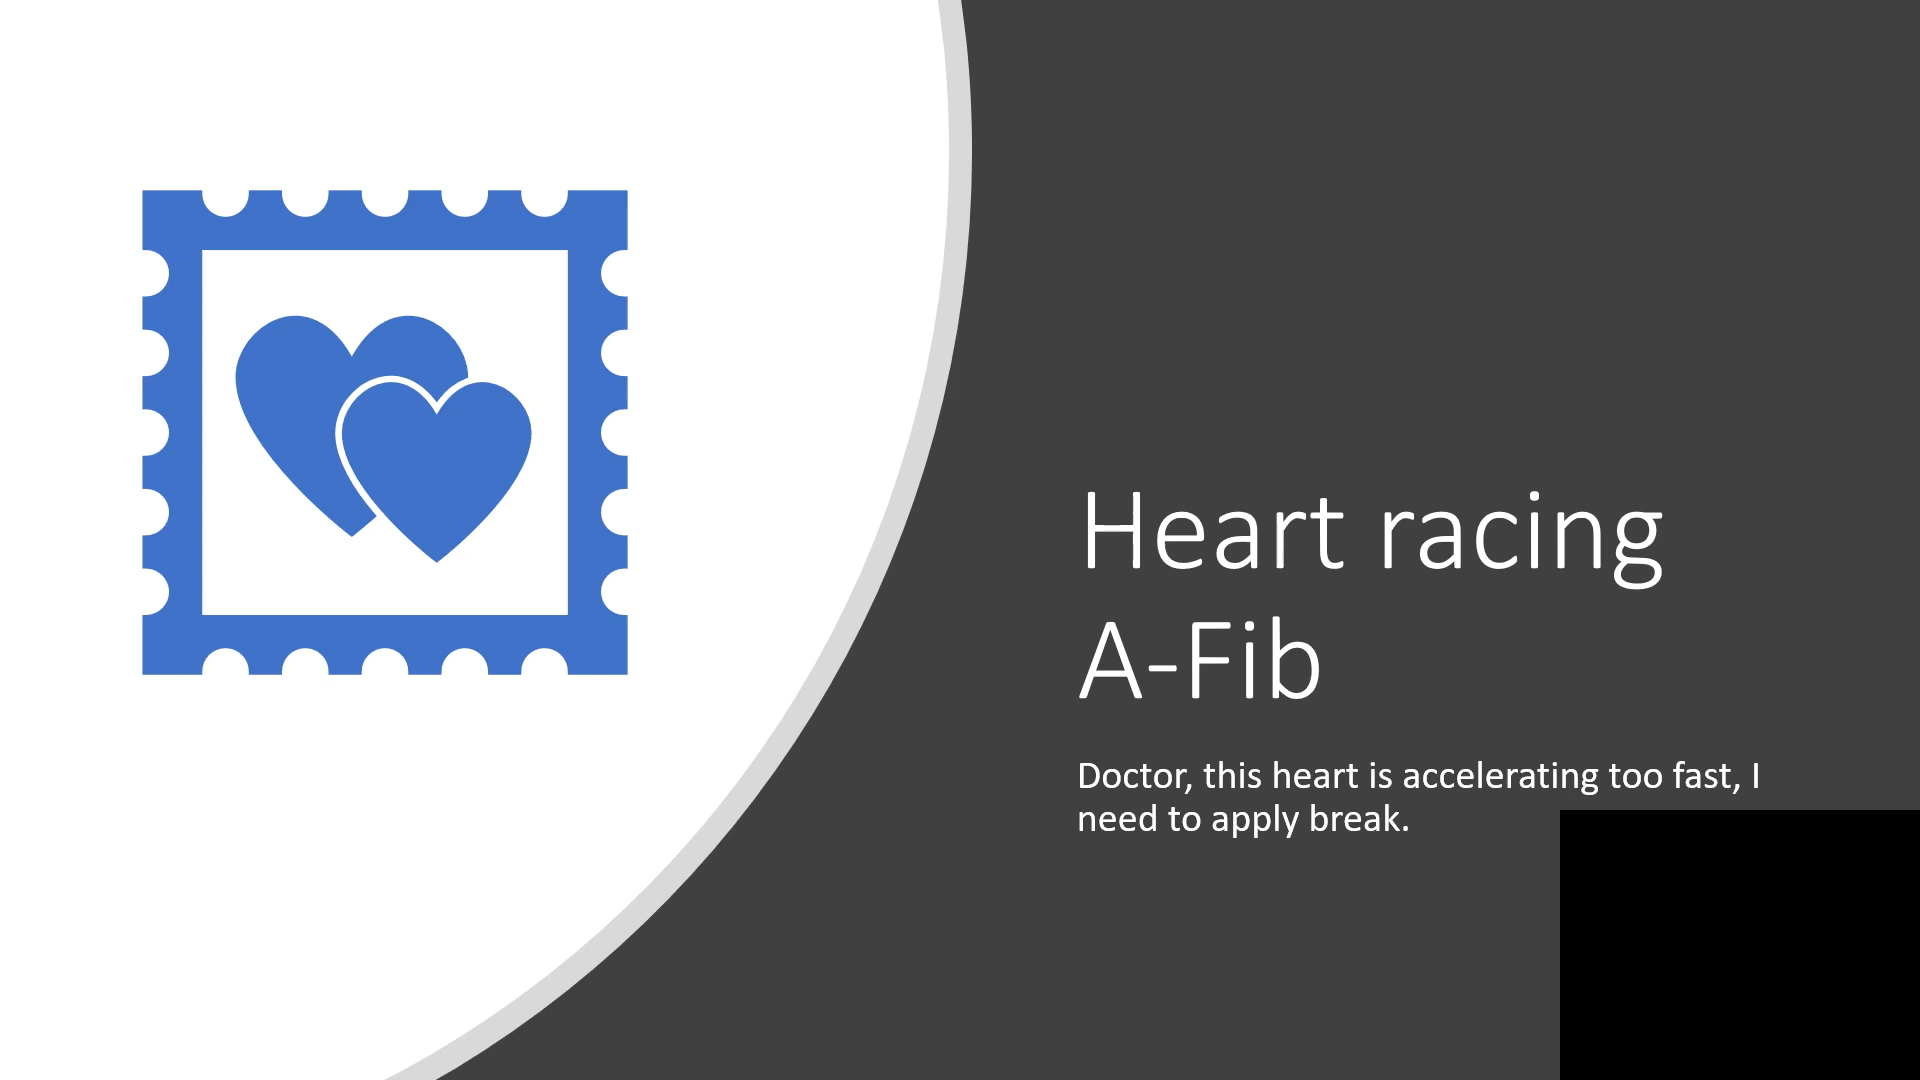 Heart racing
A-Fib
Doctor, this heart is accelerating too fast, I
need to apply break.